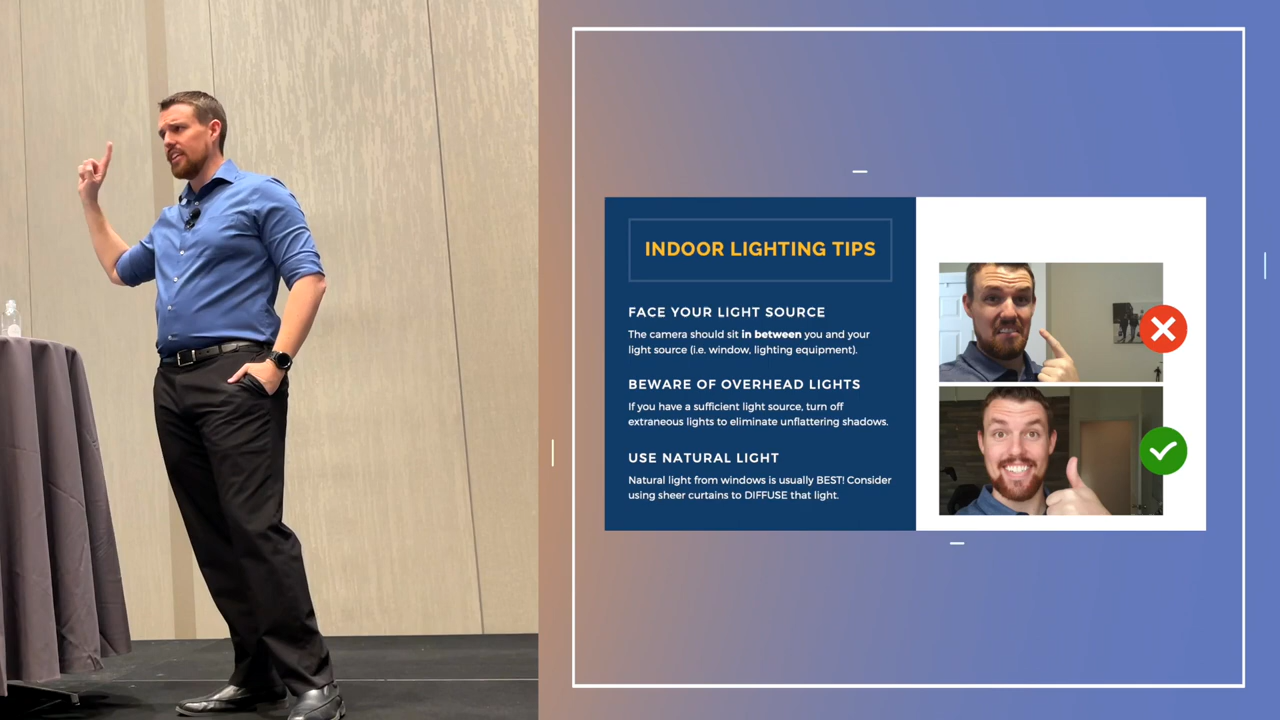 INDOOR LIGHTING TIPS
FACE YOUR LIGHT SOURCE
The camera should sit in between you and your
light source (i.e. window, lighting equipment).
BEWARE OF OVERHEAD LIGHTS
If you have a sufficient light source, turn off
extraneous lights to eliminate unflattering shadows.
USE NATURAL LIGHT
Natural light from windows is usually BEST! Consider
using sheer curtains to DIFFUSE that light.